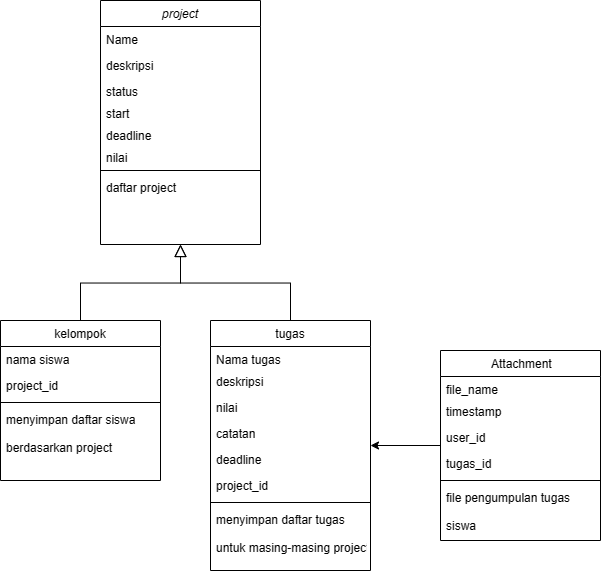 project
Name
deskripsi
status
start
deadline
nilai
daftar project
kelompok
nama siswa
project_id
menyimpan daftar siswa
berdasarkan project
tugas
Nama tugas
deskripsi
nilai
catatan
deadline
project_id
menyimpan daftar tugas
untuk masing-masing projec
Attachment
file_name
timestamp
user_id
tugas_id
file pengumpulan tugas
siswa